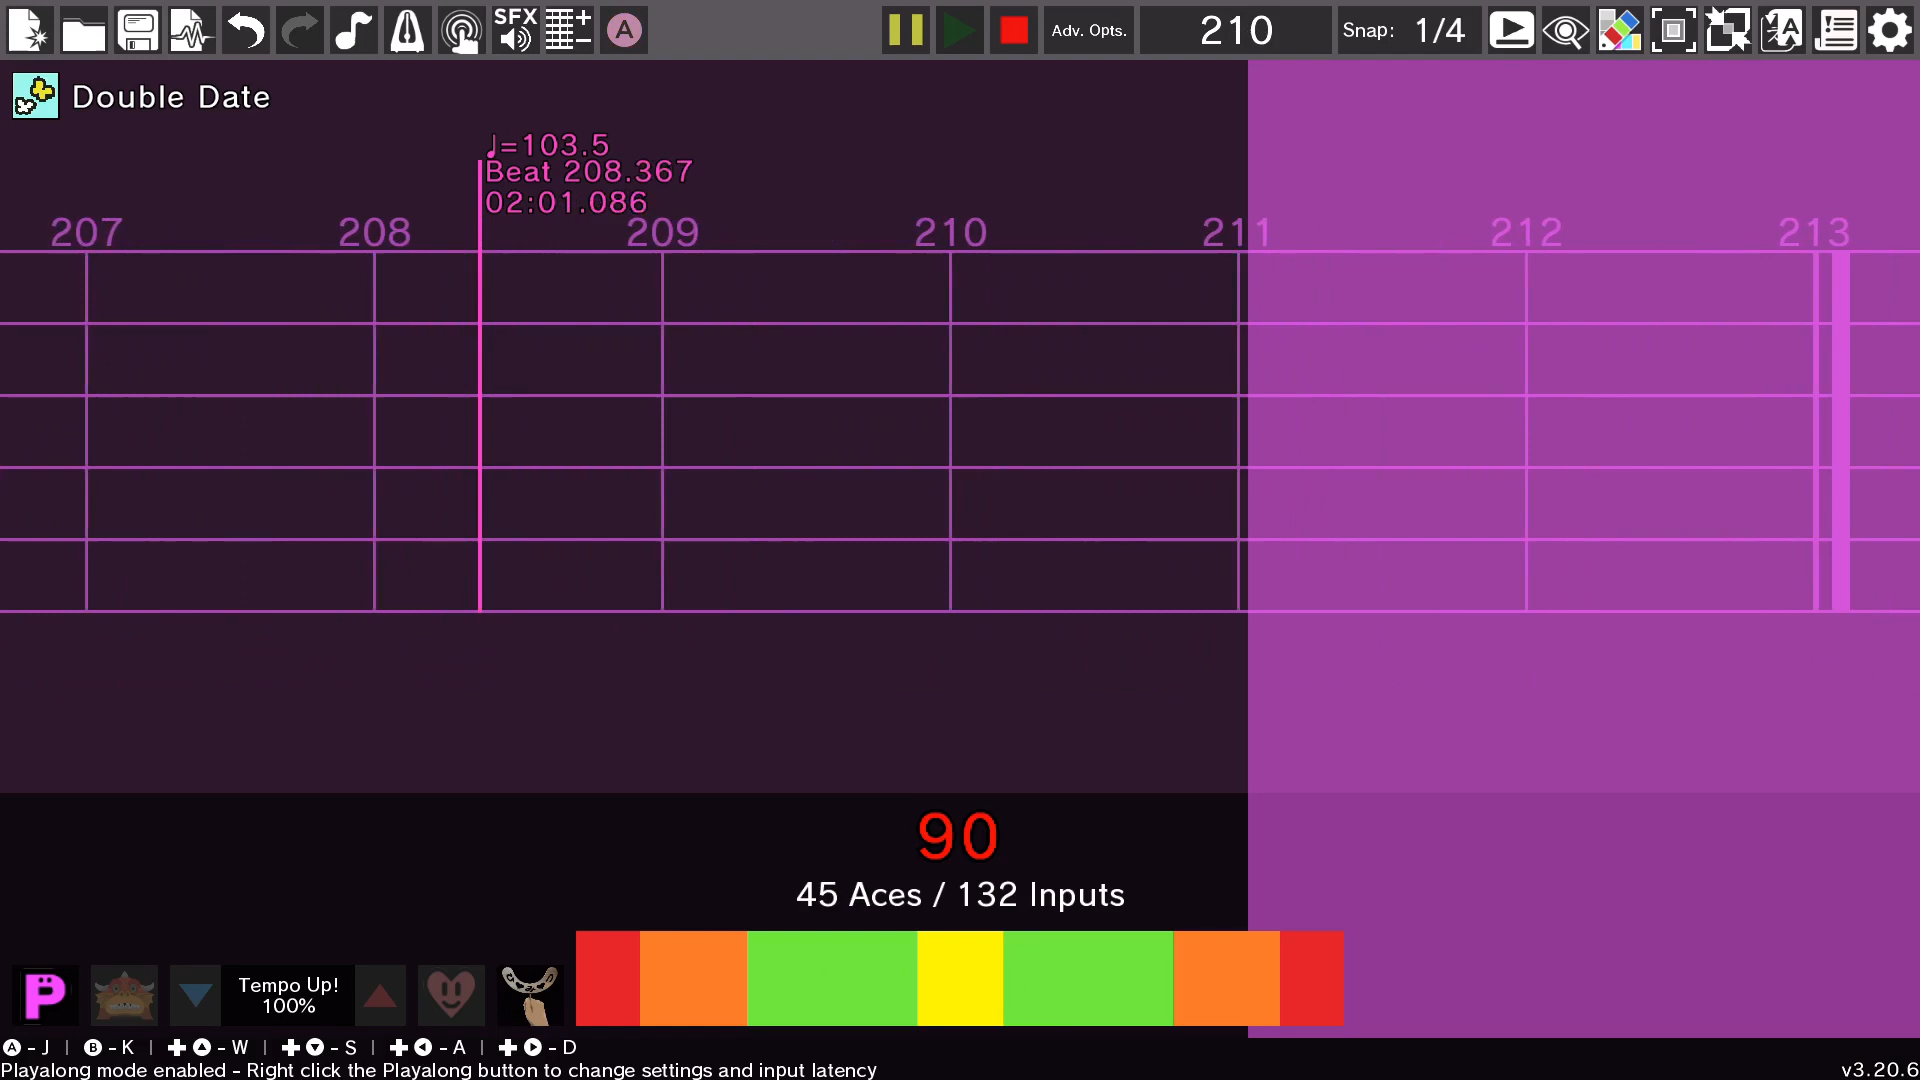 SFX
A
Adv. Opts.
210
Snap: 1/4
A
Double Date
♩=103.5
Beat 208.367
02:01.086
207 208 209 210 211 212 213
90
45 Aces / 132 Inputs
P
Tempo Up!
100%
A - J | B - K | - W | - S | - A | - D
Playalong mode enabled - Right click the Playalong button to change settings and input latency
v3.20.6